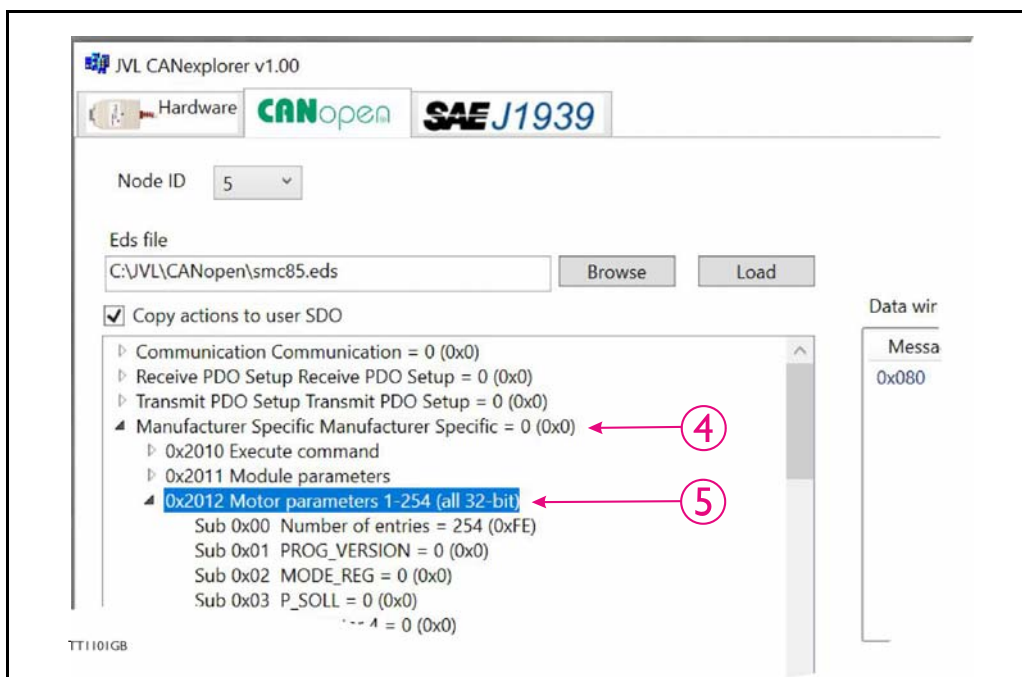 JVL CANexplorer v1.00
Hardware CANopen SAE J1939
Node ID 5
Eds file
C:\JVL\CANopen\smc85.eds Browse Load
Copy actions to user SDO
Data wir
Communication Communication = 0 (0x0)
Messa
Receive PDO Setup Receive PDO Setup = 0 (0x0)
0x080
Transmit PDO Setup Transmit PDO Setup = 0 (0x0)
Manufacturer Specific Manufacturer Specific = 0 (0x0) 4
0x2010 Execute command
0x2011 Module parameters
0x2012 Motor parameters 1-254 (all 32-bit) 5
Sub 0x00 Number of entries = 254 (0xFE)
Sub 0x01 PROG_VERSION = 0 (0x0)
Sub 0x02 MODE_REG = 0 (0x0)
Sub 0x03 P_SOLL = 0 (0x0)
4 = 0 (0x0)
TT1101GB